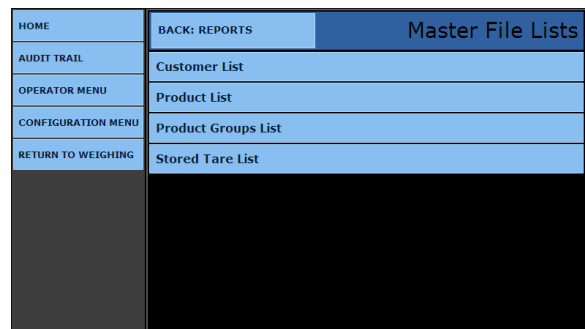 HOME
AUDIT TRAIL
OPERATOR MENU
CONFIGURATION MENU
RETURN TO WEIGHING
BACK: REPORTS
Master File Lists
Customer List
Product List
Product Groups List
Stored Tare List